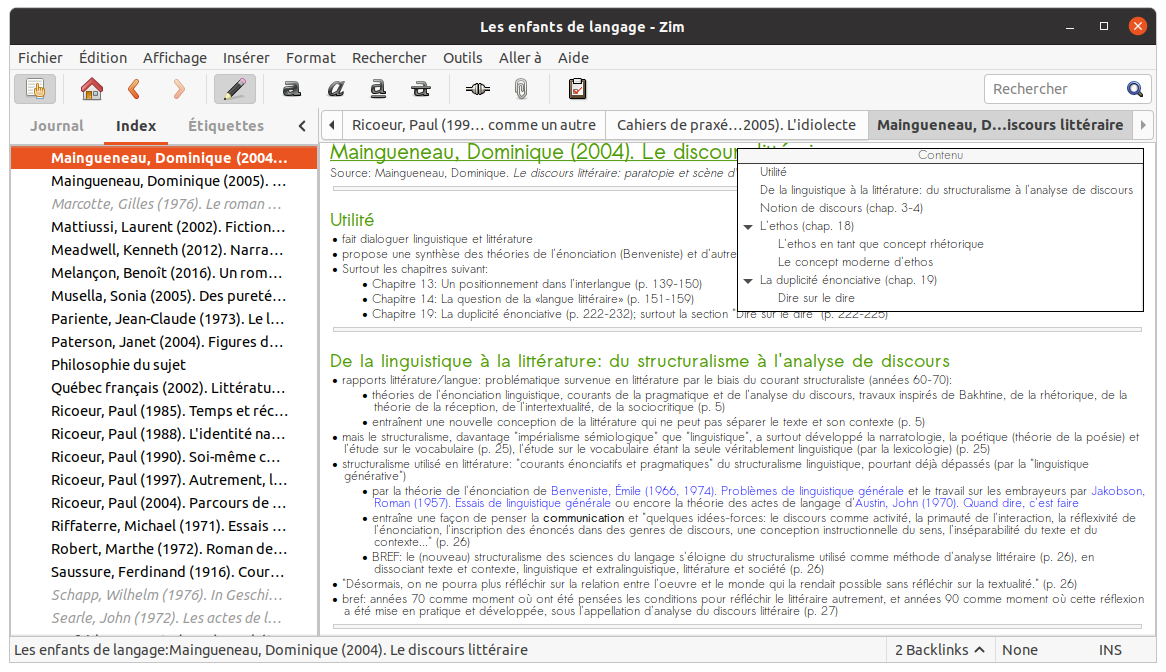 Les enfants de langage - Zim
Fichier Édition Affichage Insérer Format Rechercher Outils Aller à Aide
a a a a Rechercher
Journal Index Étiquettes
Ricoeur, Paul (199… comme un autre Cahiers de praxé…2005). L'idiolecte Maingueneau, D…iscours littéraire
Maingueneau, Dominique (2004…
Maingueneau, Dominique (2005). …
Marcotte, Gilles (1976). Le roman …
Mattiussi, Laurent (2002). Fiction…
Meadwell, Kenneth (2012). Narra…
Melançon, Benoît (2016). Un rom…
Musella, Sonia (2005). Des pureté…
Pariente, Jean-Claude (1973). Le l…
Paterson, Janet (2004). Figures d…
Philosophie du sujet
Québec français (2002). Littératu…
Ricoeur, Paul (1985). Temps et réc…
Ricoeur, Paul (1988). L'identité na…
Ricoeur, Paul (1990). Soi-même c…
Ricoeur, Paul (1997). Autrement, l…
Ricoeur, Paul (2004). Parcours de …
Riffaterre, Michael (1971). Essais …
Robert, Marthe (1972). Roman de…
Saussure, Ferdinand (1916). Cour…
Schapp, Wilhelm (1976). In Geschi…
Searle, John (1972). Les actes de l…
Maingueneau, Dominique (2004). Le discour
Source: Maingueneau, Dominique. Le discours littéraire: paratopie et scène d'
Utilité
• fait dialoguer linguistique et littérature
• propose une synthèse des théories de l'énonciation (Benveniste) et d'autre
• Surtout les chapitres suivant:
• Chapitre 13: Un positionnement dans l'interlangue (p. 139-150)
• Chapitre 14: La question de la «langue littéraire» (p. 151-159)
• Chapitre 19: La duplicité énonciative (p. 222-232); surtout la section "Dire sur le dire" (p. 222-225)
Contenu
Utilité
De la linguistique à la littérature: du structuralisme à l'analyse de discours
Notion de discours (chap. 3-4)
L'ethos (chap. 18)
L'ethos en tant que concept rhétorique
Le concept moderne d'ethos
La duplicité énonciative (chap. 19)
Dire sur le dire
De la linguistique à la littérature: du structuralisme à l'analyse de discours
• rapports littérature/langue: problématique survenue en littérature par le biais du courant structuraliste (années 60-70):
• théories de l'énonciation linguistique, courants de la pragmatique et de l'analyse du discours, travaux inspirés de Bakhtine, de la rhétorique, de la
théorie de la réception, de l'intertextualité, de la sociocritique (p. 5)
• entraînent une nouvelle conception de la littérature qui ne peut pas séparer le texte et son contexte (p. 5)
• mais le structuralisme, davantage "impérialisme sémiologique" que "linguistique", a surtout développé la narratologie, la poétique (théorie de la poésie) et
l'étude sur le vocabulaire (p. 25), l'étude sur le vocabulaire étant la seule véritablement linguistique (par la lexicologie) (p. 25)
• structuralisme utilisé en littérature: "courants énonciatifs et pragmatiques" du structuralisme linguistique, pourtant déjà dépassés (par la "linguistique
générative")
• par la théorie de l'énonciation de Benveniste, Émile (1966, 1974). Problèmes de linguistique générale et le travail sur les embrayeurs par Jakobson,
Roman (1957). Essais de linguistique générale ou encore la théorie des actes de langage d'Austin, John (1970). Quand dire, c'est faire
• entraîne une façon de penser la communication et "quelques idées-forces: le discours comme activité, la primauté de l'interaction, la réflexivité de
l'énonciation, l'inscription des énoncés dans des genres de discours, une conception instructionnelle du sens, l'inséparabilité du texte et du
contexte..." (p. 26)
• BREF: le (nouveau) structuralisme des sciences du langage s'éloigne du structuralisme utilisé comme méthode d'analyse littéraire (p. 26), en
dissociant texte et contexte, linguistique et extralinguistique, littérature et société (p. 26)
• "Désormais, on ne pourra plus réfléchir sur la relation entre l'oeuvre et le monde qui la rendait possible sans réfléchir sur la textualité." (p. 26)
• bref: années 70 comme moment où ont été pensées les conditions pour réfléchir le littéraire autrement, et années 90 comme moment où cette réflexion
a été mise en pratique et développée, sous l'appellation d'analyse du discours littéraire (p. 27)
Les enfants de langage:Maingueneau, Dominique (2004). Le discours littéraire 2 Backlinks None INS